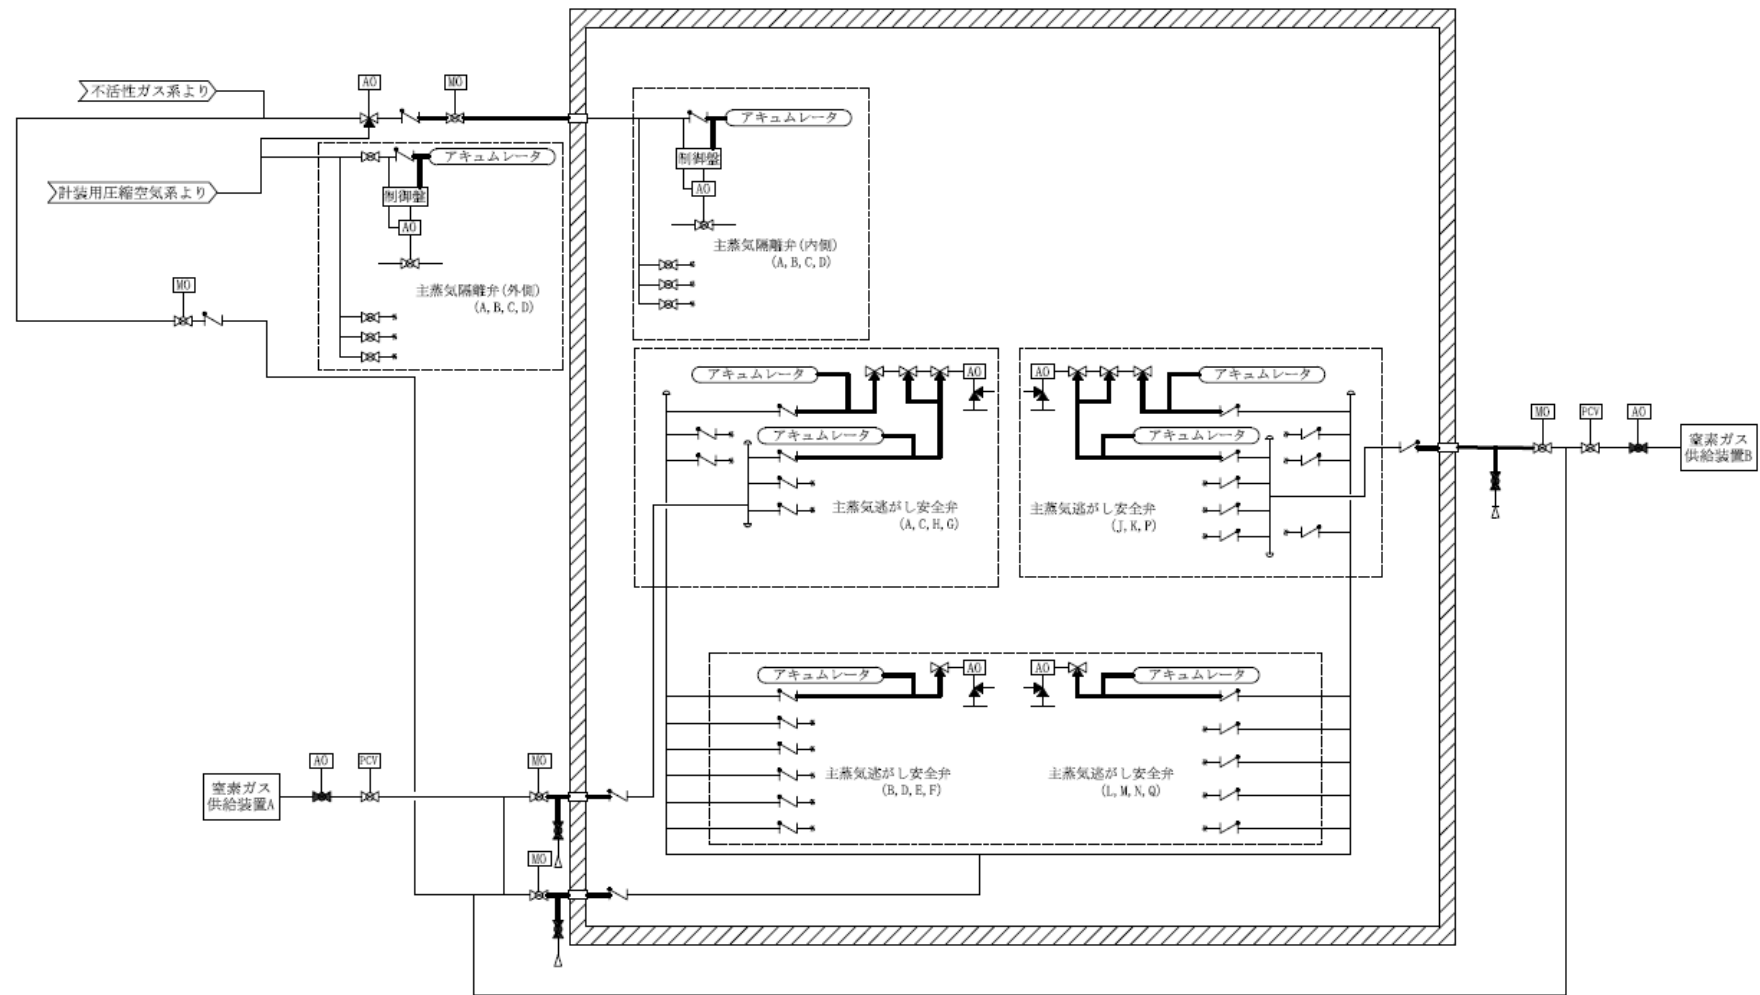 不活性ガス系より
AO
MO
アキュムレータ
制御盤
AO
主蒸気隔離弁(内側)
(A, B, C, D)
アキュムレータ
計装用圧縮空気系より
制御盤
AO
主蒸気隔離弁(外側)
(A, B, C, D)
MO
アキュムレータ
AO
アキュムレータ
主蒸気逃がし安全弁
(A, C, H, G)
AO
アキュムレータ
アキュムレータ
主蒸気逃がし安全弁
(J, K, P)
MO
PCV
AO
窒素ガス
供給装置B
アキュムレータ
AO
AO
アキュムレータ
主蒸気逃がし安全弁
(B, D, E, F)
主蒸気逃がし安全弁
(L, M, N, Q)
AO
PCV
MO
窒素ガス
供給装置A
MO